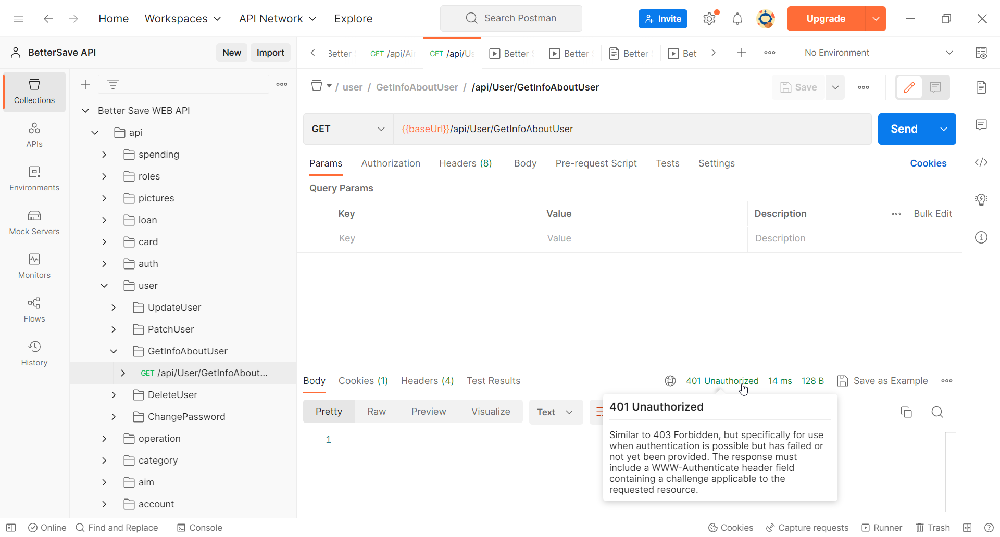 Home
Workspaces
API Network
Explore
Search Postman
Invite
Upgrade
BetterSave API
New
Import
Better
GET /api/Ai
GET /api/Us
Better
Better
Better
Bet
No Environment
Collections
APIs
Environments
Mock Servers
Monitors
Flows
History
Better Save WEB API
api
spending
roles
pictures
loan
card
auth
user
UpdateUser
PatchUser
GetInfoAboutUser
GET /api/User/GetInfoAbout...
DeleteUser
ChangePassword
operation
category
aim
account
/ user / GetInfoAboutUser / /api/User/GetInfoAboutUser
Save
GET
{{baseUrl}}/api/User/GetInfoAboutUser
Send
Params
Authorization
Headers (8)
Body
Pre-request Script
Tests
Settings
Cookies
Query Params
Key
Value
Description
Bulk Edit
Key
Value
Description
Body
Cookies (1)
Headers (4)
Test Results
401 Unauthorized
14 ms
128 B
Save as Example
Pretty
Raw
Preview
Visualize
Text
1
401 Unauthorized
Similar to 403 Forbidden, but specifically for use
when authentication is possible but has failed or
not yet been provided. The response must
include a WWW-Authenticate header field
containing a challenge applicable to the
requested resource.
Online
Find and Replace
Console
Cookies
Capture requests
Runner
Trash